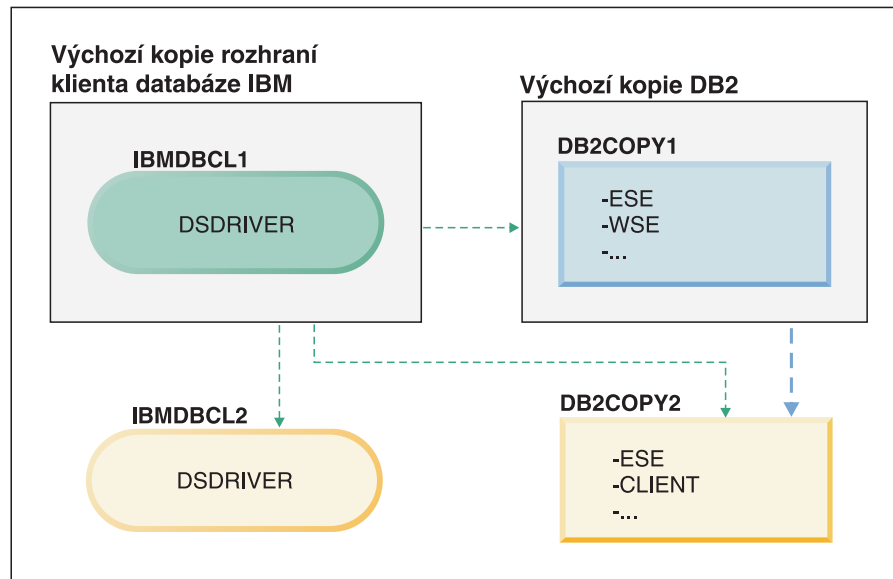 Výchozí kopie rozhraní
klienta databáze IBM
IBMDBCL1
DSDRIVER
Výchozí kopie DB2
DB2COPY1
-ESE
-WSE
-...
IBMDBCL2
DSDRIVER
DB2COPY2
-ESE
-CLIENT
-...